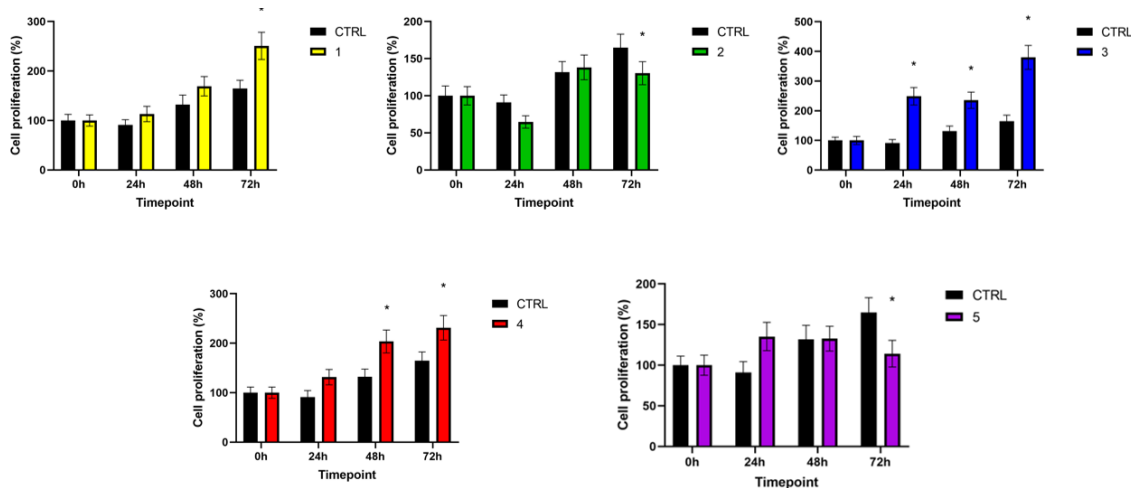 Cell proliferation (%)
300
200
100
0
0h 24h 48h 72h
Timepoint
CTRL
1
Cell proliferation (%)
200
150
100
50
0
*
0h 24h 48h 72h
Timepoint
CTRL
2
Cell proliferation (%)
500
400
300
200
100
0
* * *
0h 24h 48h 72h
Timepoint
CTRL
3
Cell proliferation (%)
300
200
100
0
* *
0h 24h 48h 72h
Timepoint
CTRL
4
Cell proliferation (%)
200
150
100
50
0
*
0h 24h 48h 72h
Timepoint
CTRL
5